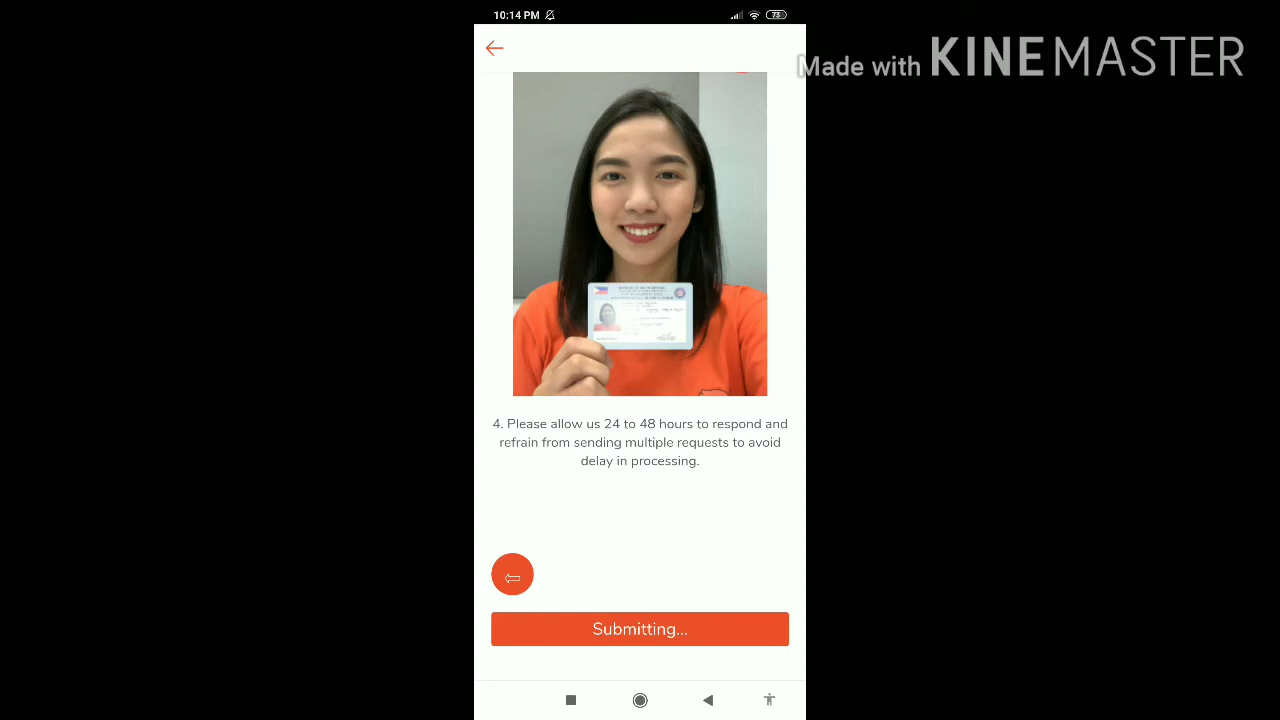 10:14 PM
73
Made with KINEMASTER
4. Please allow us 24 to 48 hours to respond and
refrain from sending multiple requests to avoid
delay in processing.
Submitting...